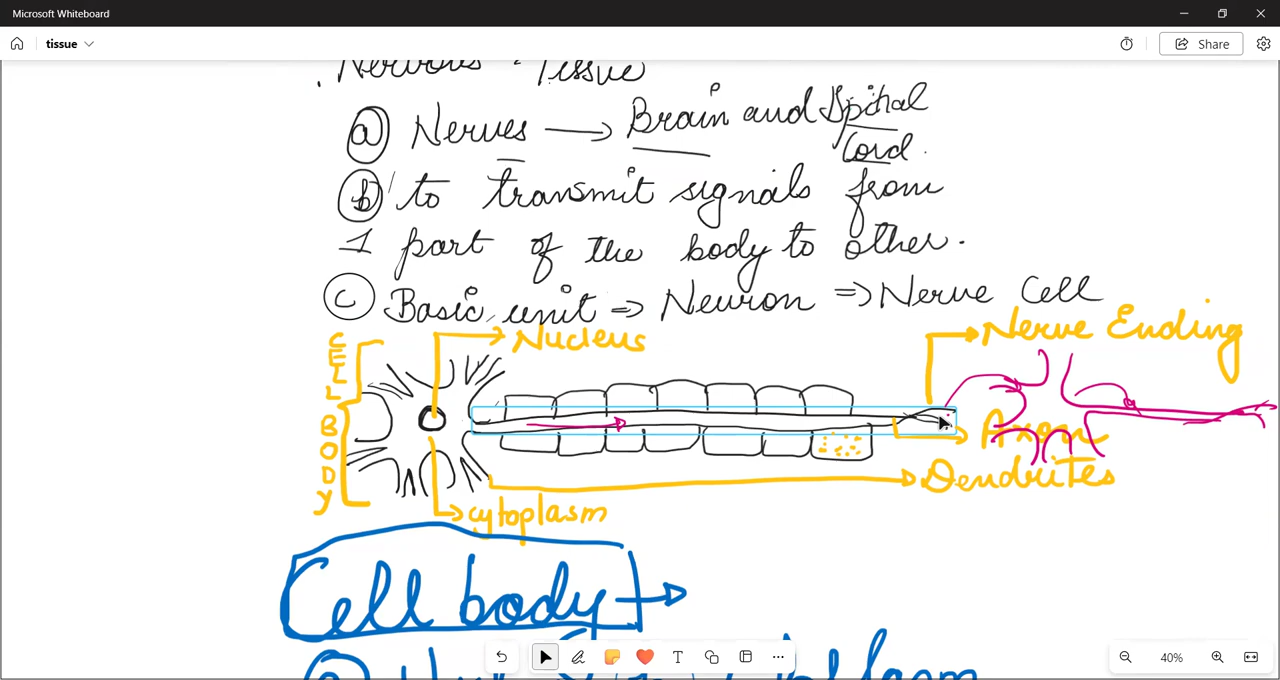 Microsoft Whiteboard
tissue
Share
Nervous Tissue
(a) Nerves → Brain and Spinal
Cord.
(b) to transmit signals from
1 part of the body to other.
(c) Basic unit ⇒ Neuron ⇒ Nerve Cell
Nucleus
Nerve Ending
CELL BODY
Axon
Dendrites
cytoplasm
Cell body →
40%